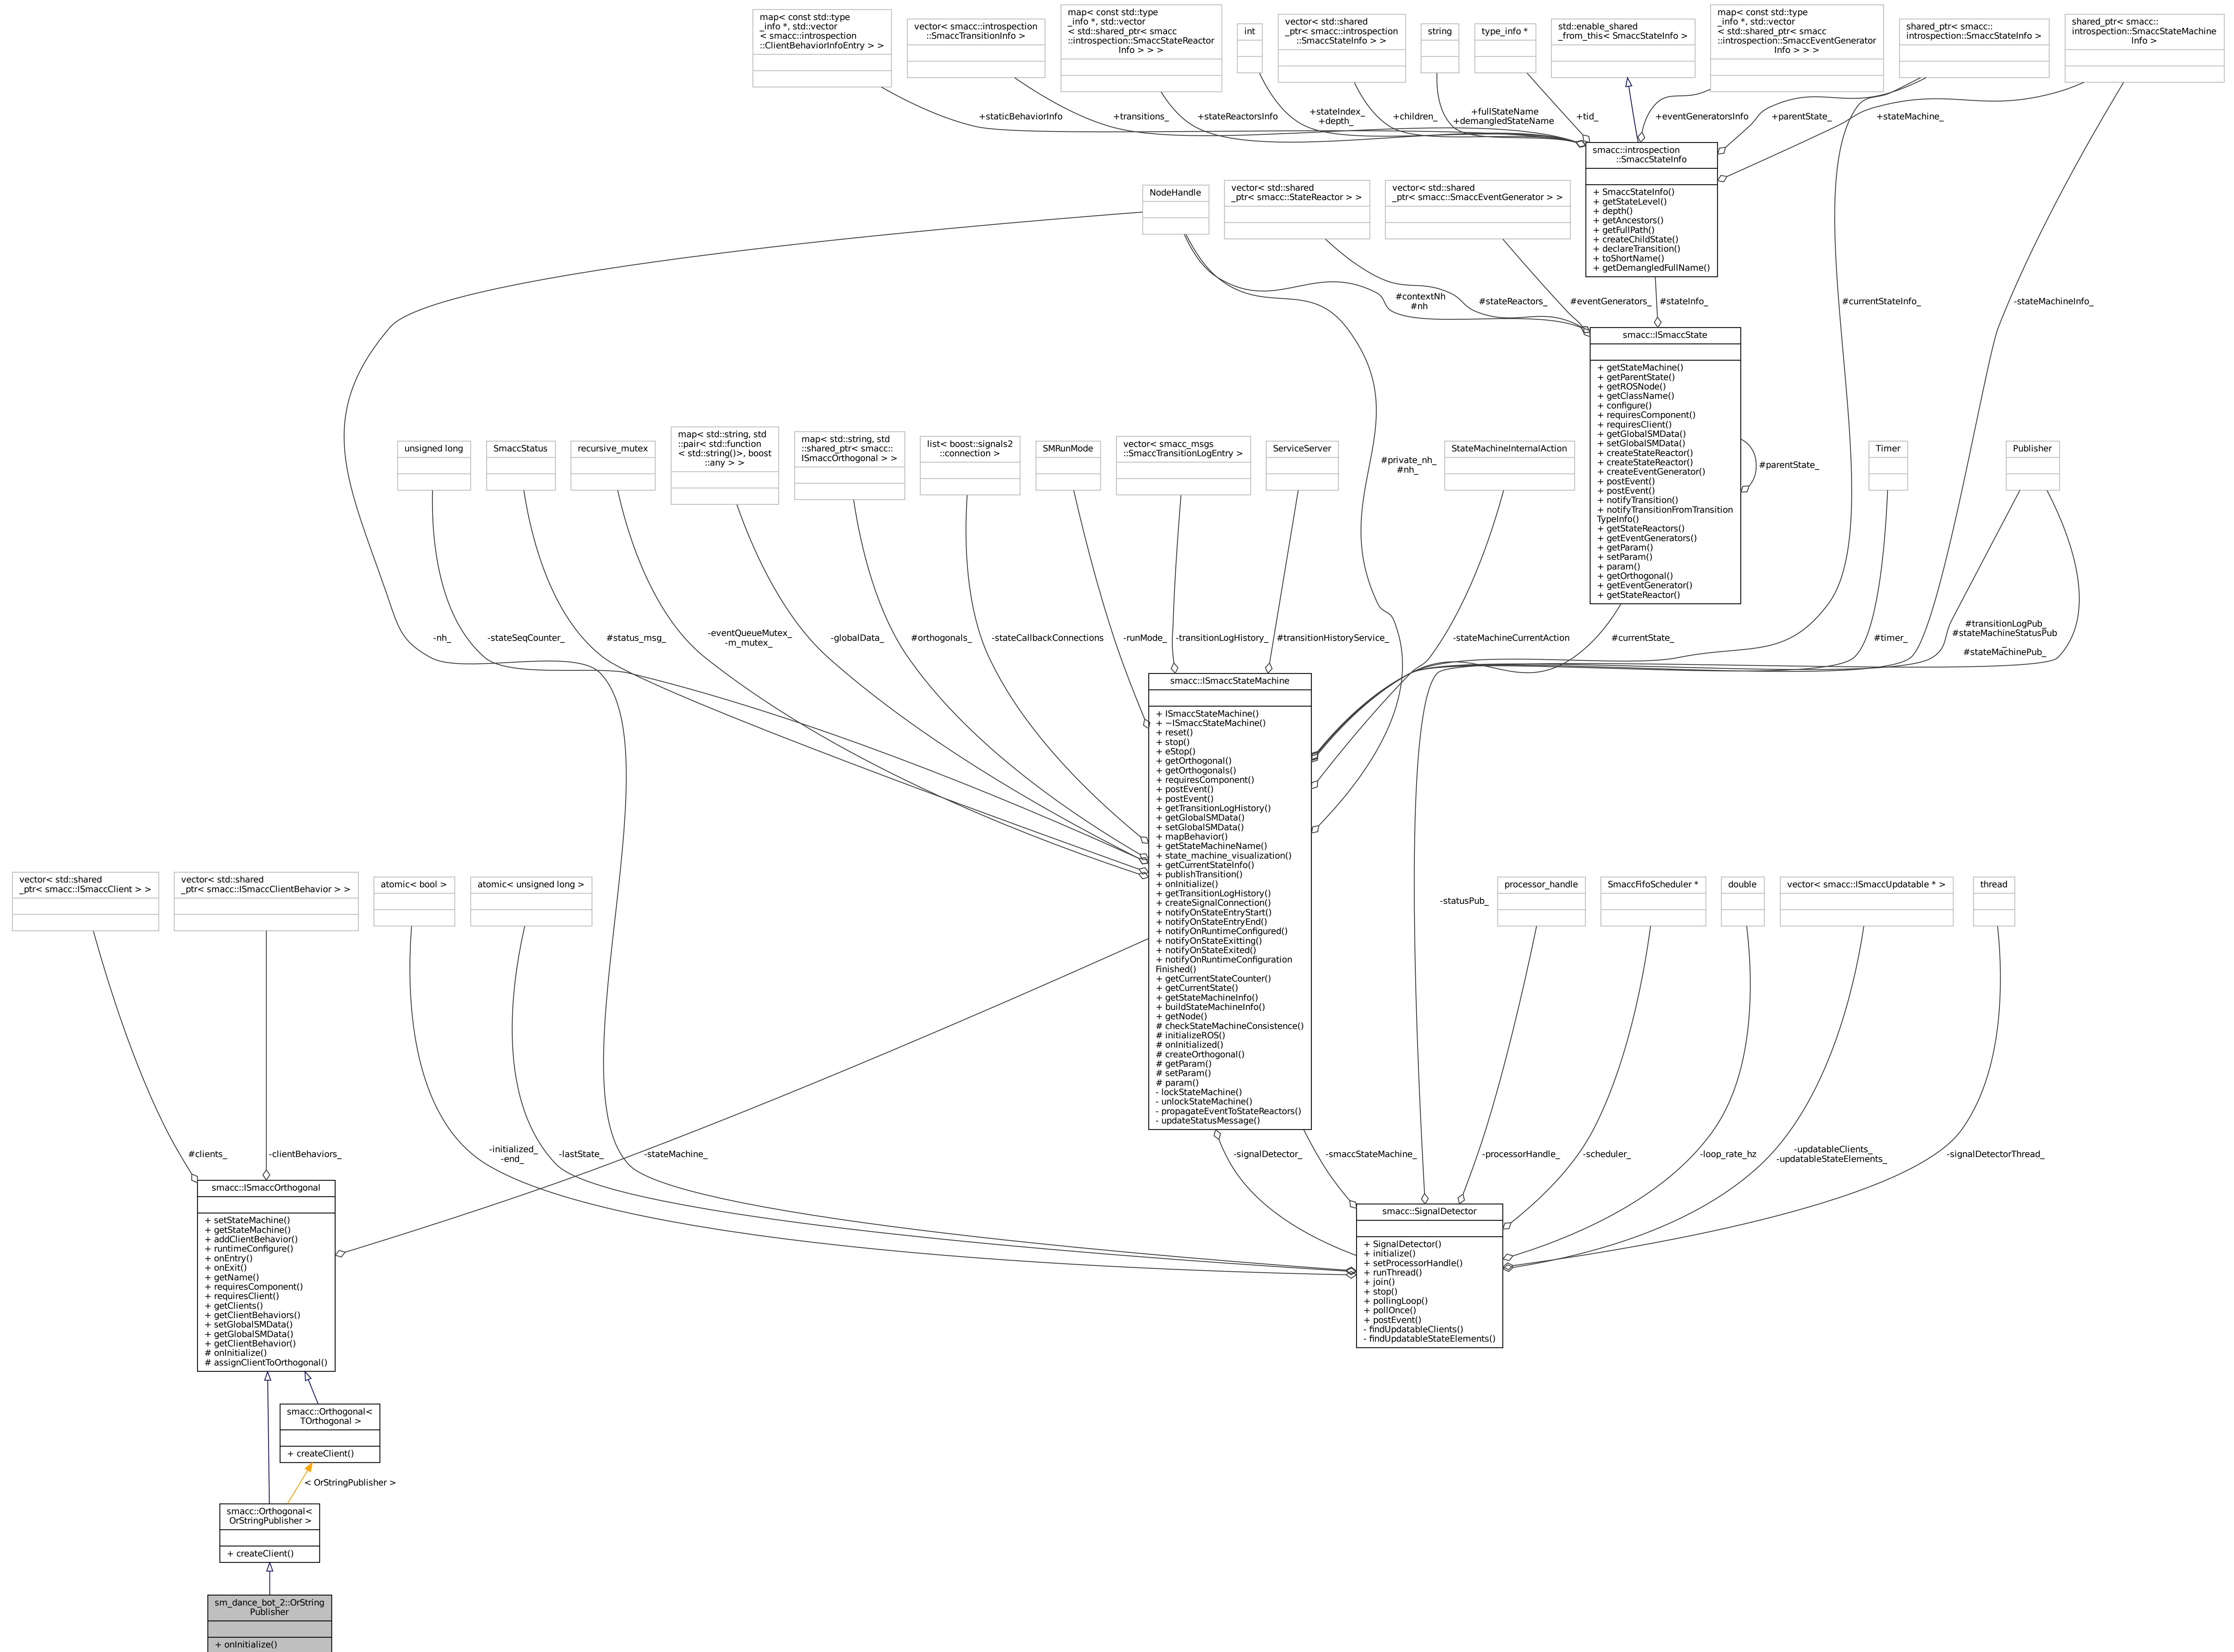 map< const std::type
_info *, std::vector
< smacc::introspection
::ClientBehaviorInfoEntry > >
vector< smacc::introspection
::SmaccTransitionInfo >
map< const std::type
_info *, std::vector
< std::shared_ptr< smacc
::introspection::SmaccStateReactor
Info > > >
int
vector< std::shared
_ptr< smacc::introspection
::SmaccStateInfo > >
string
type_info *
std::enable_shared
_from_this< SmaccStateInfo >
map< const std::type
_info *, std::vector
< std::shared_ptr< smacc
::introspection::SmaccEventGenerator
Info > > >
shared_ptr< smacc::
introspection::SmaccStateInfo >
shared_ptr< smacc::
introspection::SmaccStateMachine
Info >
+staticBehaviorInfo
+transitions_
+stateReactorsInfo
+stateIndex_
+depth_
+children_
+fullStateName
+demangledStateName
+tid_
+eventGeneratorsInfo
+parentState_
+stateMachine_
smacc::introspection
::SmaccStateInfo
+ SmaccStateInfo()
+ getStateLevel()
+ depth()
+ getAncestors()
+ getFullPath()
+ createChildState()
+ declareTransition()
+ toShortName()
+ getDemangledFullName()
NodeHandle
vector< std::shared
_ptr< smacc::StateReactor > >
vector< std::shared
_ptr< smacc::SmaccEventGenerator > >
#contextNh
#nh
#stateReactors_
#eventGenerators_
#stateInfo_
#currentStateInfo_
-stateMachineInfo_
smacc::ISmaccState
+ getStateMachine()
+ getParentState()
+ getROSNode()
+ getClassName()
+ configure()
+ requiresComponent()
+ requiresClient()
+ getGlobalSMData()
+ setGlobalSMData()
+ createStateReactor()
+ createStateReactor()
+ createEventGenerator()
+ postEvent()
+ postEvent()
+ notifyTransition()
+ notifyTransitionFromTransition
TypeInfo()
+ getStateReactors()
+ getEventGenerators()
+ getParam()
+ setParam()
+ param()
+ getOrthogonal()
+ getEventGenerator()
+ getStateReactor()
#parentState_
unsigned long
SmaccStatus
recursive_mutex
map< std::string, std
::pair< std::function
< std::string()>, boost
::any > >
map< std::string, std
::shared_ptr< smacc::
ISmaccOrthogonal > >
list< boost::signals2
::connection >
SMRunMode
vector< smacc_msgs
::SmaccTransitionLogEntry >
ServiceServer
#private_nh_
#nh_
StateMachineInternalAction
Timer
Publisher
-nh_
-stateSeqCounter_
#status_msg_
-eventQueueMutex_
-m_mutex_
-globalData_
#orthogonals_
-stateCallbackConnections
-runMode_
-transitionLogHistory_
#transitionHistoryService_
-stateMachineCurrentAction
#currentState_
#timer_
#transitionLogPub_
#stateMachineStatusPub
_
#stateMachinePub_
smacc::ISmaccStateMachine
+ ISmaccStateMachine()
+ ~ISmaccStateMachine()
+ reset()
+ stop()
+ eStop()
+ getOrthogonal()
+ getOrthogonals()
+ requiresComponent()
+ postEvent()
+ postEvent()
+ getTransitionLogHistory()
+ getGlobalSMData()
+ setGlobalSMData()
+ mapBehavior()
+ getStateMachineName()
+ state_machine_visualization()
+ getCurrentStateInfo()
+ publishTransition()
+ onInitialize()
+ getTransitionLogHistory()
+ createSignalConnection()
+ notifyOnStateEntryStart()
+ notifyOnStateEntryEnd()
+ notifyOnRuntimeConfigured()
+ notifyOnStateExitting()
+ notifyOnStateExited()
+ notifyOnRuntimeConfiguration
Finished()
+ getCurrentStateCounter()
+ getCurrentState()
+ getStateMachineInfo()
+ buildStateMachineInfo()
+ getNode()
# checkStateMachineConsistence()
# initializeROS()
# onInitialized()
# createOrthogonal()
# getParam()
# setParam()
# param()
- lockStateMachine()
- unlockStateMachine()
- propagateEventToStateReactors()
- updateStatusMessage()
vector< std::shared
_ptr< smacc::ISmaccClient > >
vector< std::shared
_ptr< smacc::ISmaccClientBehavior > >
atomic< bool >
atomic< unsigned long >
-statusPub_
processor_handle
SmaccFifoScheduler *
double
vector< smacc::ISmaccUpdatable * >
thread
#clients_
-clientBehaviors_
-initialized_
-end_
-lastState_
-stateMachine_
-signalDetector_
-smaccStateMachine_
-processorHandle_
-scheduler_
-loop_rate_hz
-updatableClients_
-updatableStateElements_
-signalDetectorThread_
smacc::ISmaccOrthogonal
+ setStateMachine()
+ getStateMachine()
+ addClientBehavior()
+ runtimeConfigure()
+ onEntry()
+ onExit()
+ getName()
+ requiresComponent()
+ requiresClient()
+ getClients()
+ getClientBehaviors()
+ setGlobalSMData()
+ getGlobalSMData()
+ getClientBehavior()
# onInitialize()
# assignClientToOrthogonal()
smacc::SignalDetector
+ SignalDetector()
+ initialize()
+ setProcessorHandle()
+ runThread()
+ join()
+ stop()
+ pollingLoop()
+ pollOnce()
+ postEvent()
- findUpdatableClients()
- findUpdatableStateElements()
smacc::Orthogonal<
TOrthogonal >
+ createClient()
< OrStringPublisher >
smacc::Orthogonal<
OrStringPublisher >
+ createClient()
sm_dance_bot_2::OrString
Publisher
+ onInitialize()